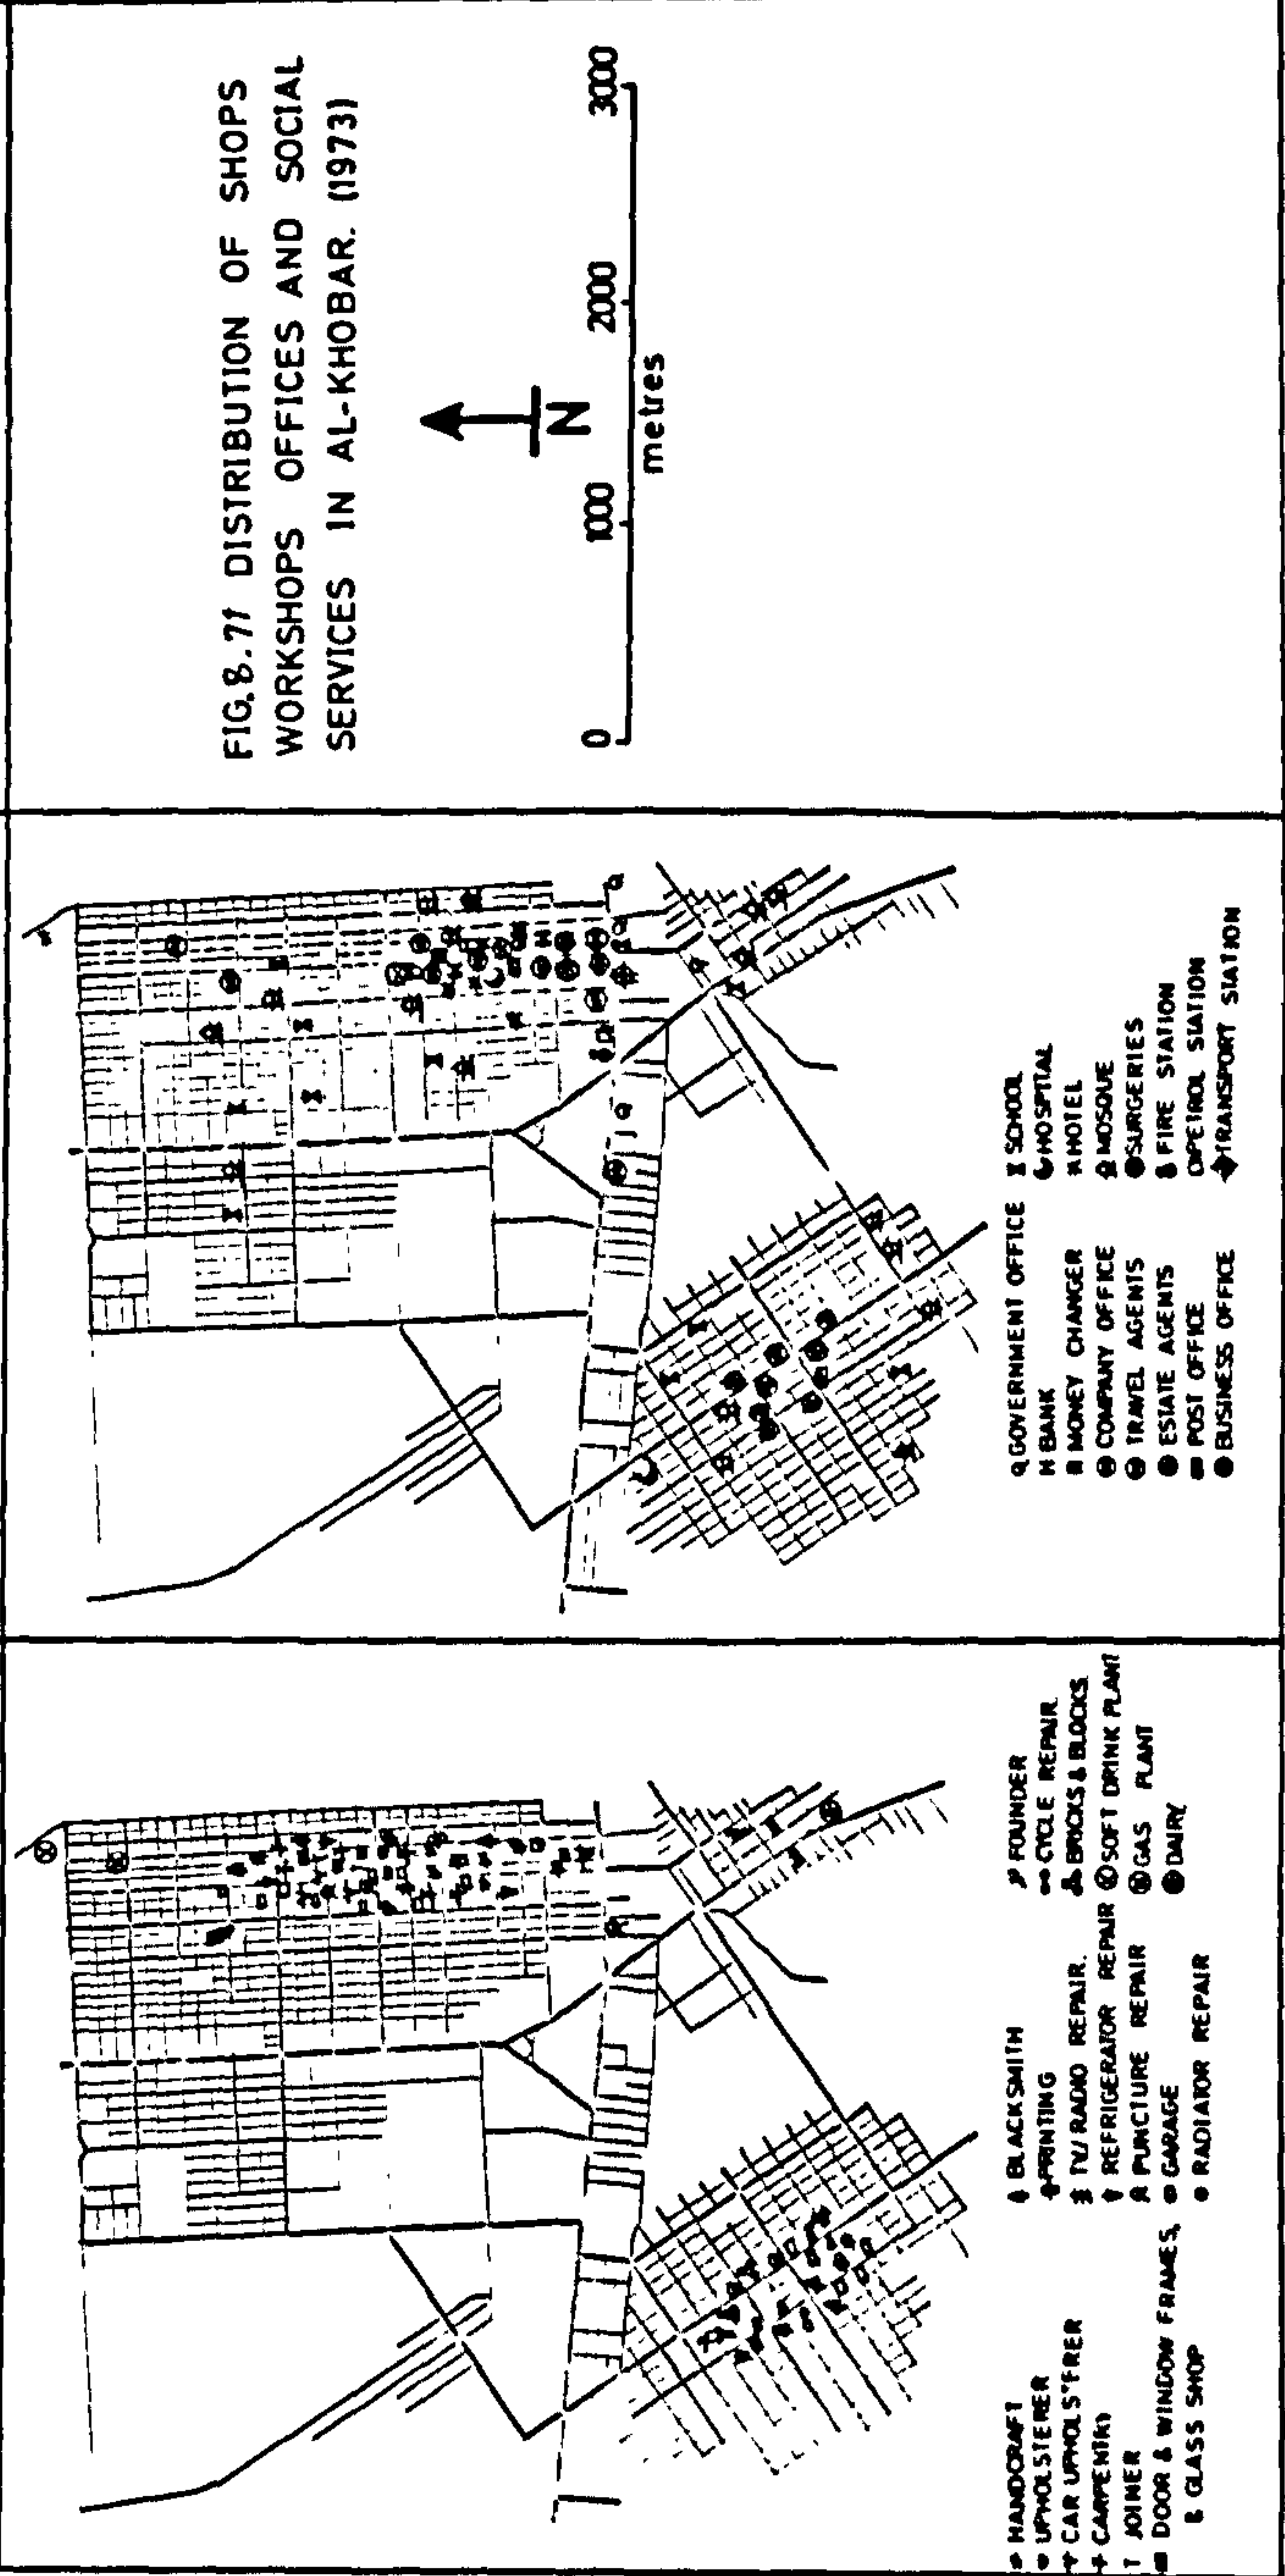 FIG. 8.71 DISTRIBUTION OF SHOPS
WORKSHOPS OFFICES AND SOCIAL
SERVICES IN AL-KHOBAR. (1973)
N
0 1000 2000 3000
metres
GOVERNMENT OFFICE
BANK
MONEY CHANGER
COMPANY OFFICE
TRAVEL AGENTS
ESTATE AGENTS
POST OFFICE
BUSINESS OFFICE
SCHOOL
HOSPITAL
HOTEL
MOSQUE
SURGERIES
FIRE STATION
PETROL STATION
TRANSPORT STATION
HANDCRAFT
UPHOLSTERER
CAR UPHOLSTERER
CARPENTRY
JOINER
DOOR & WINDOW FRAMES,
& GLASS SHOP
BLACKSMITH
PRINTING
TV/RADIO REPAIR.
REFRIGERATOR REPAIR
PUNCTURE REPAIR
GARAGE
RADIATOR REPAIR
FOUNDER
CYCLE REPAIR
BRICKS & BLOCKS
SOFT DRINK PLANT
GAS PLANT
DAIRY